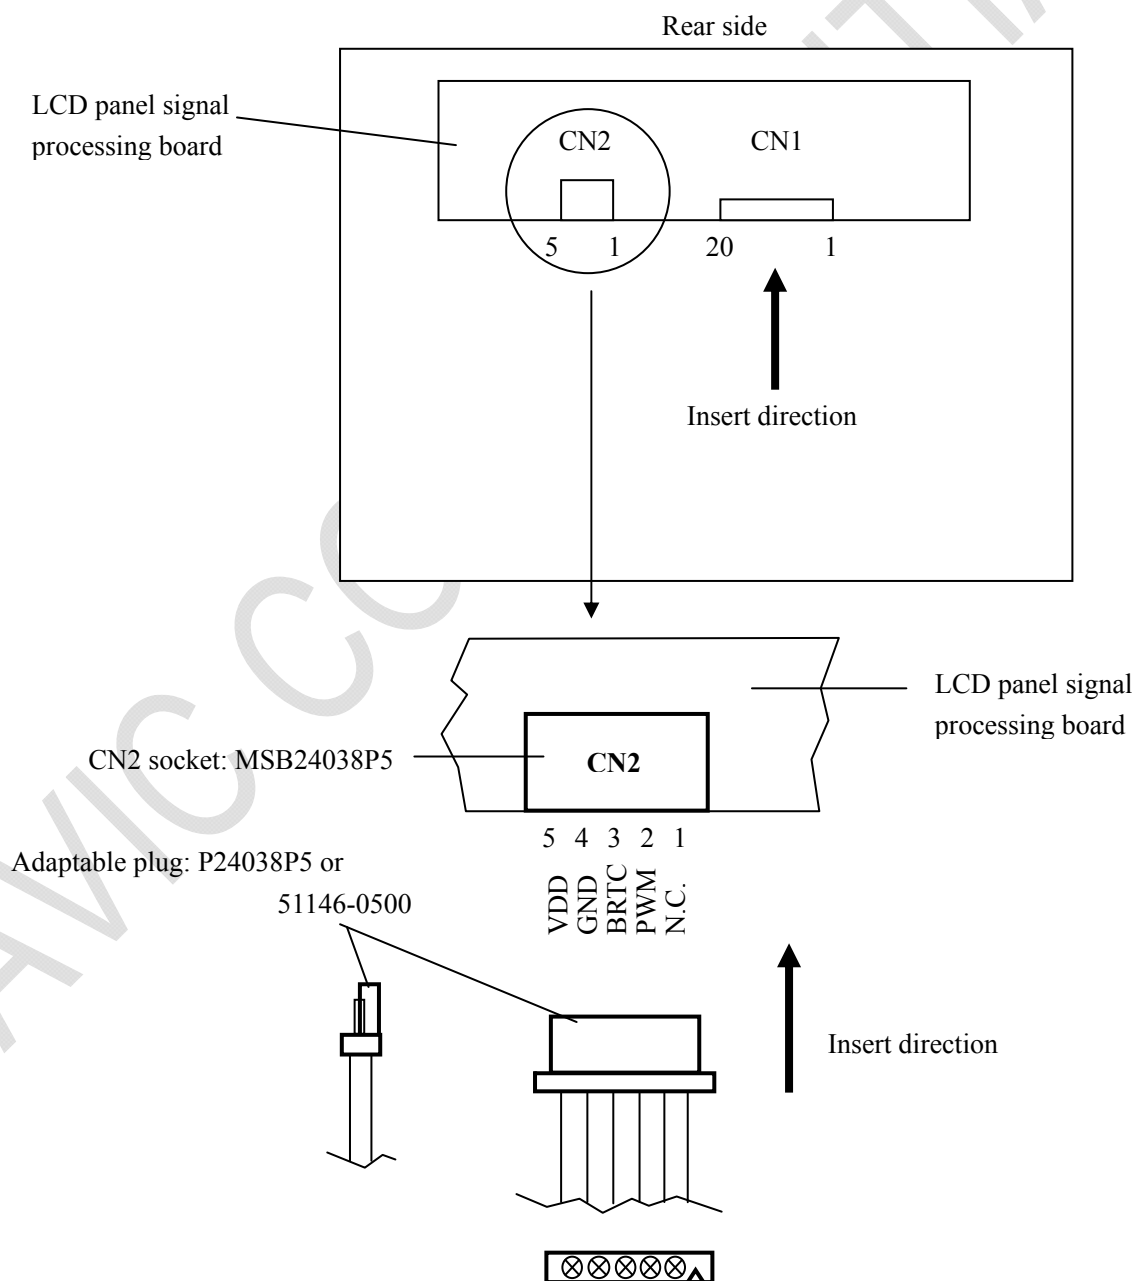 Rear side
LCD panel signal
processing board
CN2
CN1
5 1
20 1
Insert direction
LCD panel signal
processing board
CN2 socket: MSB24038P5
CN2
5 4 3 2 1
VDD
GND
BRTC
PWM
N.C.
Adaptable plug: P24038P5 or
51146-0500
Insert direction